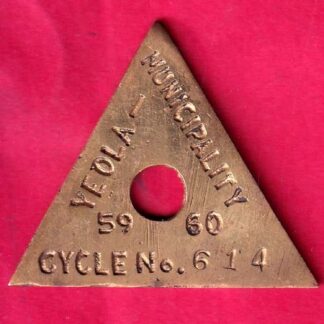 YEOLA I
MUNICIPALITY
59 60
CYCLE No. 614